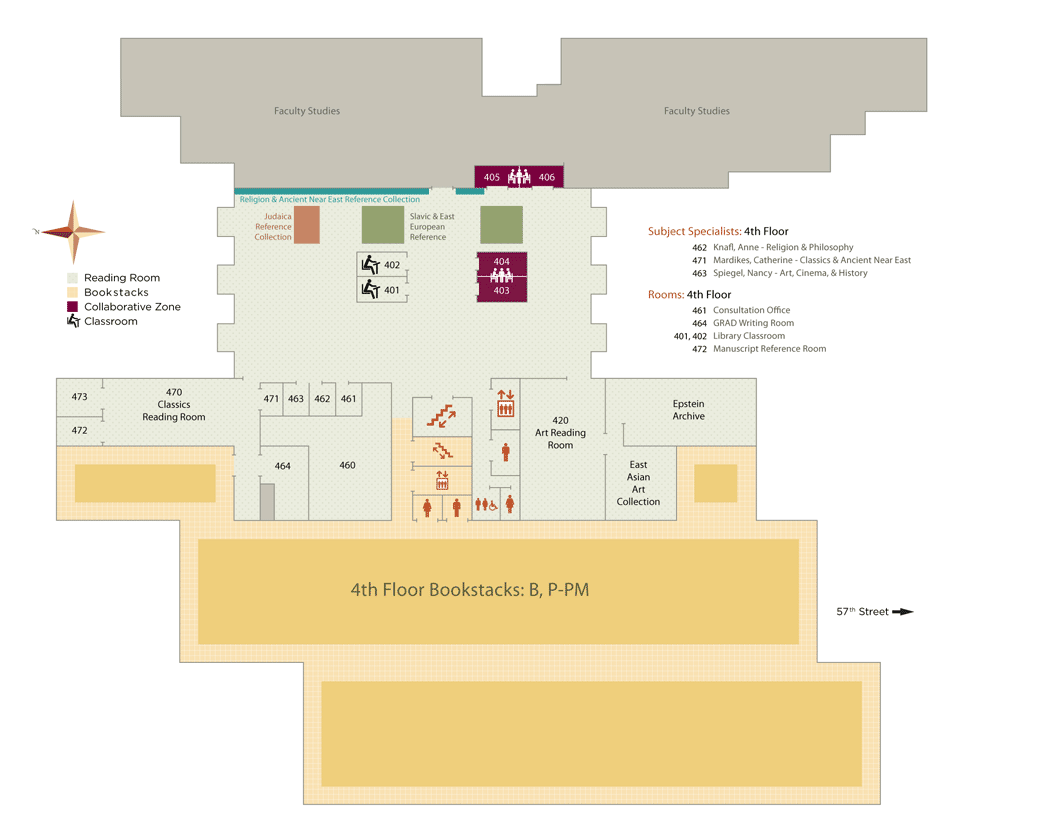 Faculty Studies
Faculty Studies
405
406
Religion & Ancient Near East Reference Collection
Judaica
Reference
Collection
Slavic & East
European
Reference
N
402
401
404
403
Reading Room
Bookstacks
Collaborative Zone
Classroom
Subject Specialists: 4th Floor
462 Knafl, Anne - Religion & Philosophy
471 Mardikes, Catherine - Classics & Ancient Near East
463 Spiegel, Nancy - Art, Cinema, & History
Rooms: 4th Floor
461 Consultation Office
464 GRAD Writing Room
401, 402 Library Classroom
472 Manuscript Reference Room
473
472
470
Classics
Reading Room
471
463
462
461
464
460
420
Art Reading
Room
Epstein
Archive
East
Asian
Art
Collection
4th Floor Bookstacks: B, P-PM
57th Street